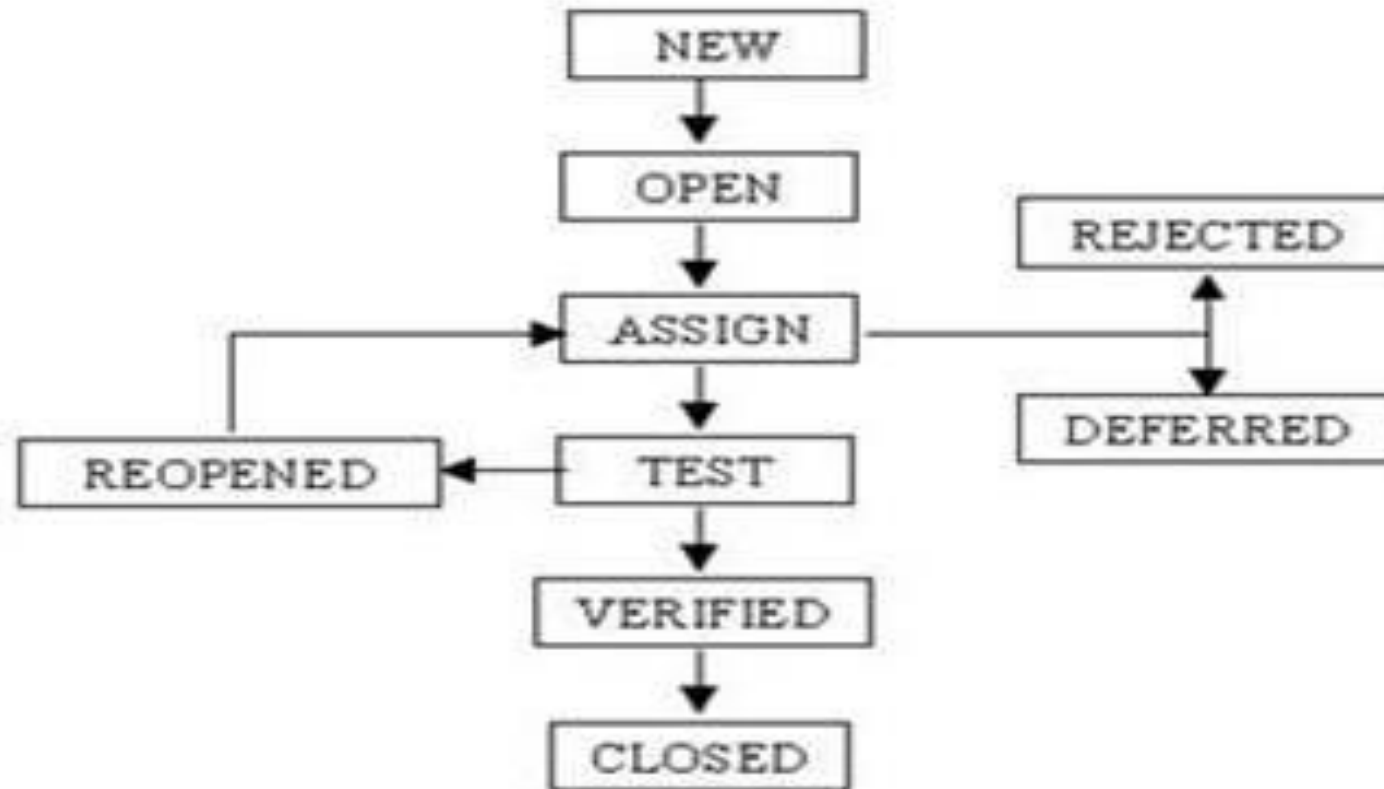 NEW
OPEN
REJECTED
ASSIGN
DEFERRED
REOPENED
TEST
VERIFIED
CLOSED